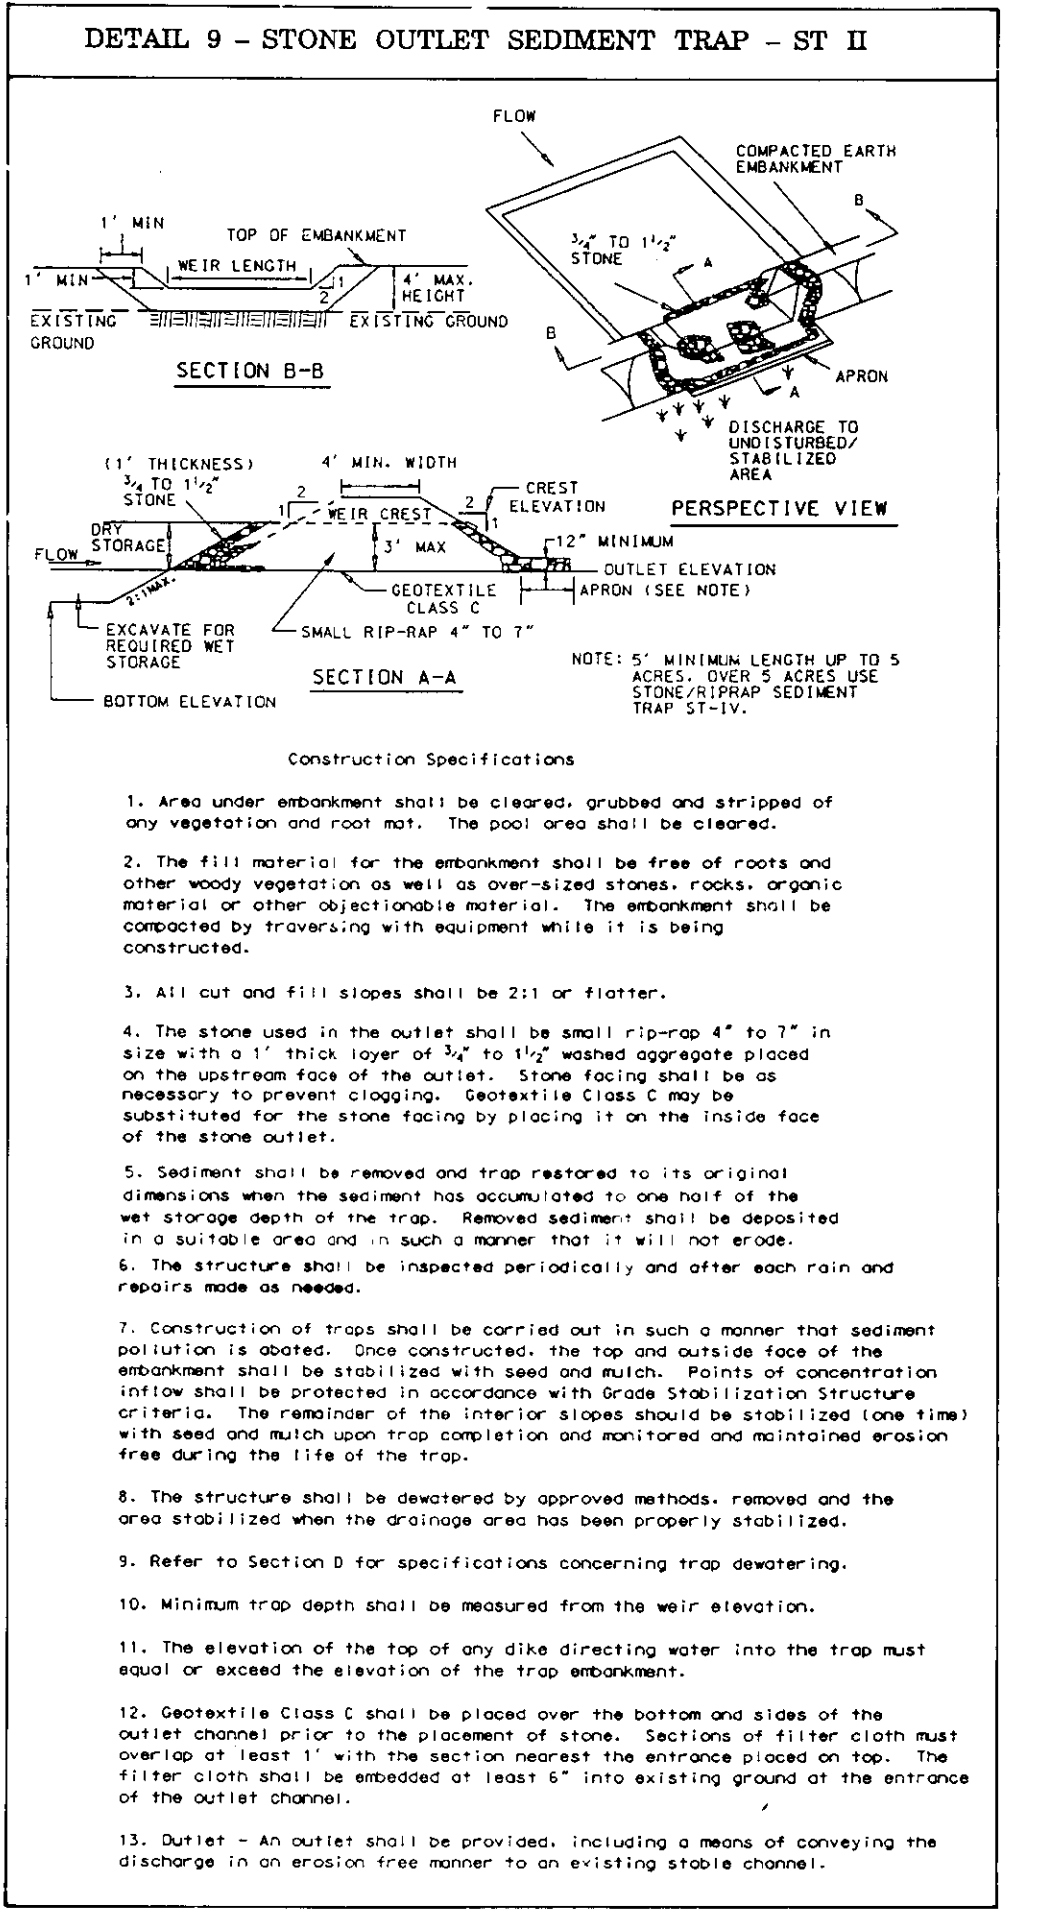 DETAIL 9 - STONE OUTLET SEDIMENT TRAP - ST II
FLOW
COMPACTED EARTH
EMBANKMENT
B
1' MIN
TOP OF EMBANKMENT
3/4" TO 1 1/2"
STONE
A
WEIR LENGTH
1' MIN
1
2
4' MAX.
HEIGHT
EXISTING
GROUND
EXISTING GROUND
B
SECTION B-B
APRON
A
DISCHARGE TO
UNDISTURBED/
STABILIZED
AREA
PERSPECTIVE VIEW
(1' THICKNESS)
3/4 TO 1 1/2"
STONE
4' MIN. WIDTH
2
1
WEIR CREST
2
1
CREST
ELEVATION
DRY
STORAGE
3' MAX
12" MINIMUM
FLOW
OUTLET ELEVATION
2:1 MAX.
GEOTEXTILE
CLASS C
APRON (SEE NOTE)
EXCAVATE FOR
REQUIRED WET
STORAGE
SMALL RIP-RAP 4" TO 7"
SECTION A-A
BOTTOM ELEVATION
NOTE: 5' MINIMUM LENGTH UP TO 5
ACRES. OVER 5 ACRES USE
STONE/RIPRAP SEDIMENT
TRAP ST-IV.
Construction Specifications
1. Area under embankment shall be cleared, grubbed and stripped of
any vegetation and root mat. The pool area shall be cleared.
2. The fill material for the embankment shall be free of roots and
other woody vegetation as well as over-sized stones, rocks, organic
material or other objectionable material. The embankment shall be
compacted by traversing with equipment while it is being
constructed.
3. All cut and fill slopes shall be 2:1 or flatter.
4. The stone used in the outlet shall be small rip-rap 4" to 7" in
size with a 1' thick layer of 3/4" to 1 1/2" washed aggregate placed
on the upstream face of the outlet. Stone facing shall be as
necessary to prevent clogging. Geotextile Class C may be
substituted for the stone facing by placing it on the inside face
of the stone outlet.
5. Sediment shall be removed and trap restored to its original
dimensions when the sediment has accumulated to one half of the
wet storage depth of the trap. Removed sediment shall be deposited
in a suitable area and in such a manner that it will not erode.
6. The structure shall be inspected periodically and after each rain and
repairs made as needed.
7. Construction of traps shall be carried out in such a manner that sediment
pollution is abated. Once constructed, the top and outside face of the
embankment shall be stabilized with seed and mulch. Points of concentration
inflow shall be protected in accordance with Grade Stabilization Structure
criteria. The remainder of the interior slopes should be stabilized (one time)
with seed and mulch upon trap completion and monitored and maintained erosion
free during the life of the trap.
8. The structure shall be dewatered by approved methods, removed and the
area stabilized when the drainage area has been properly stabilized.
9. Refer to Section D for specifications concerning trap dewatering.
10. Minimum trap depth shall be measured from the weir elevation.
11. The elevation of the top of any dike directing water into the trap must
equal or exceed the elevation of the trap embankment.
12. Geotextile Class C shall be placed over the bottom and sides of the
outlet channel prior to the placement of stone. Sections of filter cloth must
overlap at least 1' with the section nearest the entrance placed on top. The
filter cloth shall be embedded at least 6" into existing ground at the entrance
of the outlet channel.
13. Outlet - An outlet shall be provided, including a means of conveying the
discharge in an erosion free manner to an existing stable channel.